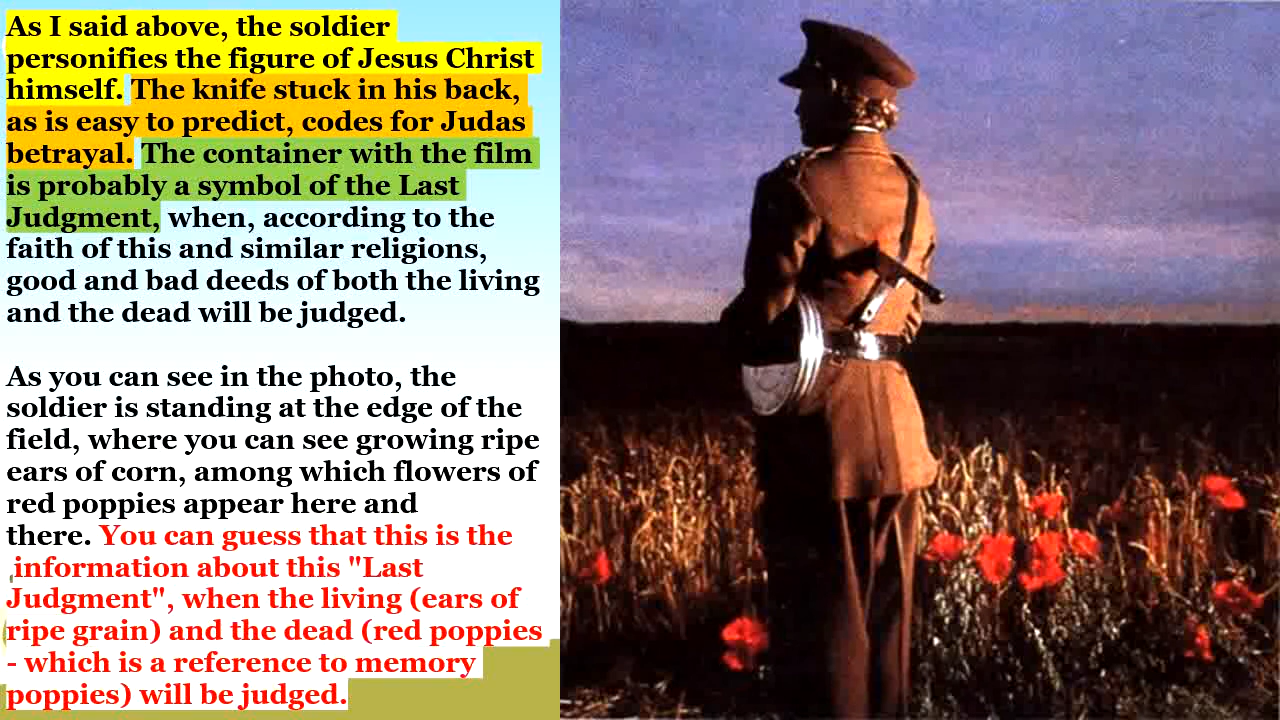 As I said above, the soldier
personifies the figure of Jesus Christ
himself. The knife stuck in his back,
as is easy to predict, codes for Judas
betrayal. The container with the film
is probably a symbol of the Last
Judgment, when, according to the
faith of this and similar religions,
good and bad deeds of both the living
and the dead will be judged.
As you can see in the photo, the
soldier is standing at the edge of the
field, where you can see growing ripe
ears of corn, among which flowers of
red poppies appear here and
there. You can guess that this is the
information about this "Last
Judgment", when the living (ears of
ripe grain) and the dead (red poppies
- which is a reference to memory
poppies) will be judged.